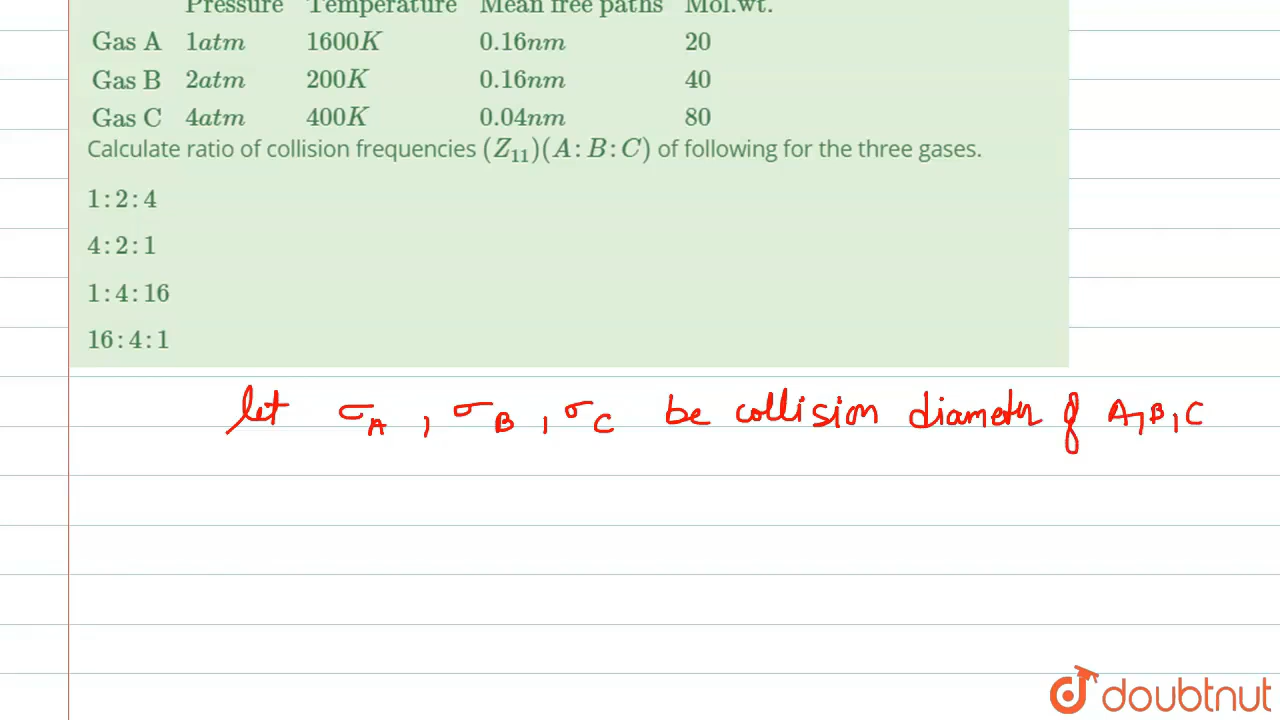 Pressure Temperature Mean free paths Mol.wt.
Gas A 1atm 1600K 0.16nm 20
Gas B 2atm 200K 0.16nm 40
Gas C 4atm 400K 0.04nm 80
Calculate ratio of collision frequencies (Z₁₁)(A : B : C) of following for the three gases.
1 : 2 : 4
4 : 2 : 1
1 : 4 : 16
16 : 4 : 1
let σA , σB , σC be collision diameter of A, B, C
doubtnut